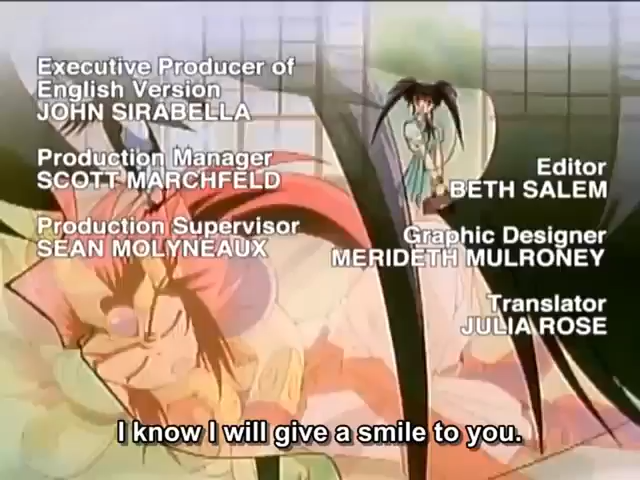 Executive Producer of
English Version
JOHN SIRABELLA
Production Manager
SCOTT MARCHFELD
Production Supervisor
SEAN MOLYNEAUX
Editor
BETH SALEM
Graphic Designer
MERIDETH MULRONEY
Translator
JULIA ROSE
I know I will give a smile to you.